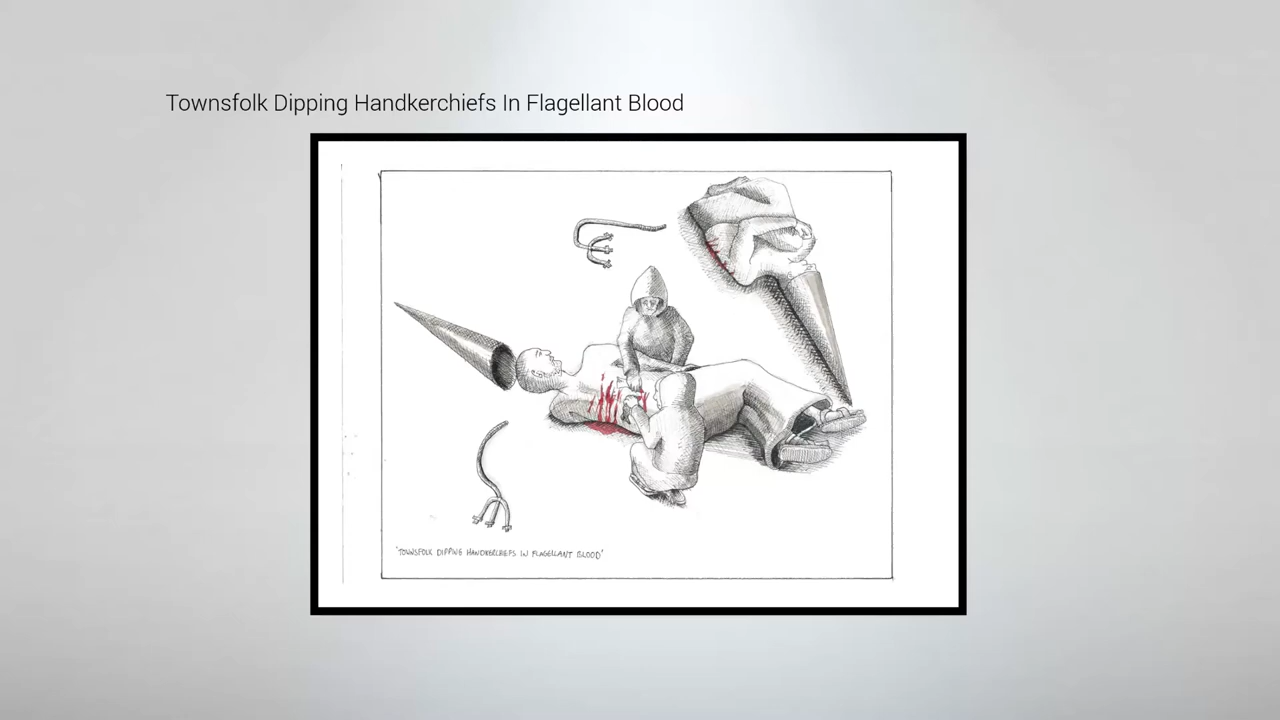 Townsfolk Dipping Handkerchiefs In Flagellant Blood
'TOWNSFOLK DIPPING HANDKERCHIEFS IN FLAGELLANT BLOOD'